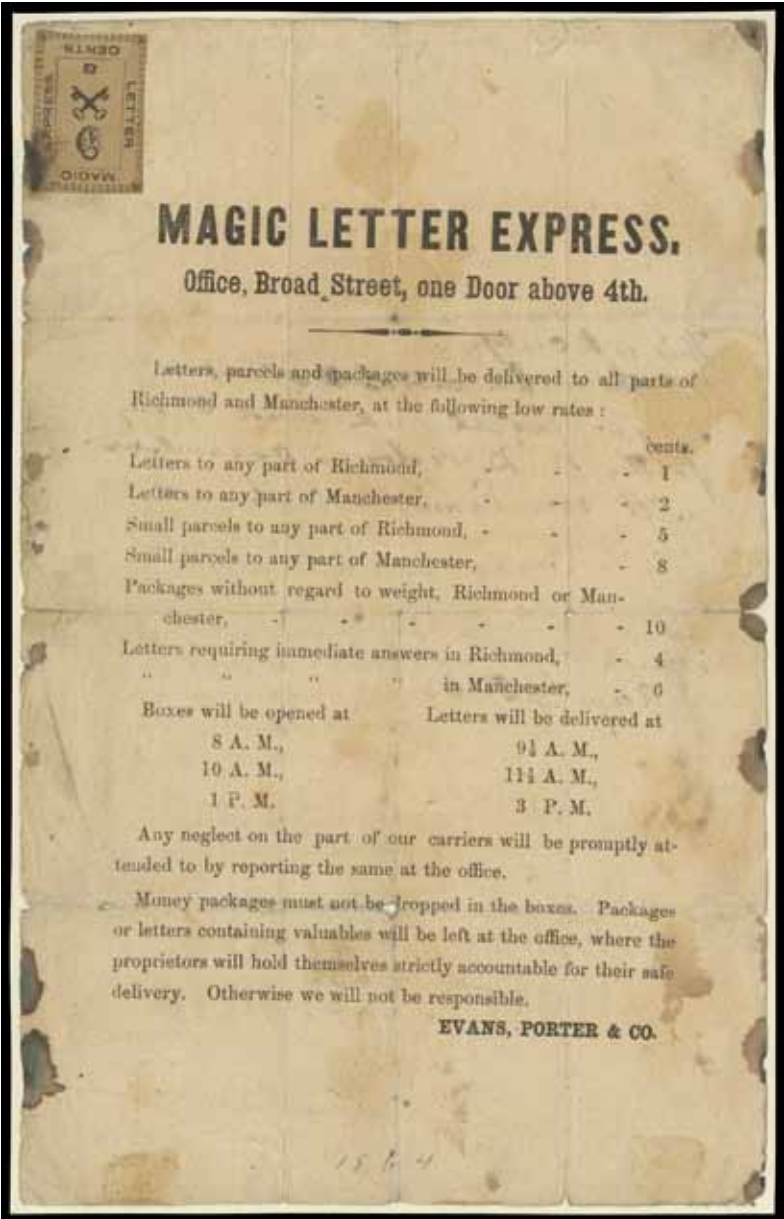 CENTS
LETTER
MAGIC
MAGIC LETTER EXPRESS.
Office, Broad Street, one Door above 4th.
Letters, parcels and packages will be delivered to all parts of
Richmond and Manchester, at the following low rates :
cents.
Letters to any part of Richmond, - - - 1
Letters to any part of Manchester, - - - 2
Small parcels to any part of Richmond, - - - 5
Small parcels to any part of Manchester, - - 8
Packages without regard to weight, Richmond or Man-
chester, - - - - - - 10
Letters requiring immediate answers in Richmond, - 4
" " " " in Manchester, - 6
Boxes will be opened at Letters will be delivered at
8 A. M., 9½ A. M.,
10 A. M., 11½ A. M.,
1 P. M. 3 P. M.
Any neglect on the part of our carriers will be promptly at-
tended to by reporting the same at the office.
Money packages must not be dropped in the boxes. Packages
or letters containing valuables will be left at the office, where the
proprietors will hold themselves strictly accountable for their safe
delivery. Otherwise we will not be responsible.
EVANS, PORTER & CO.